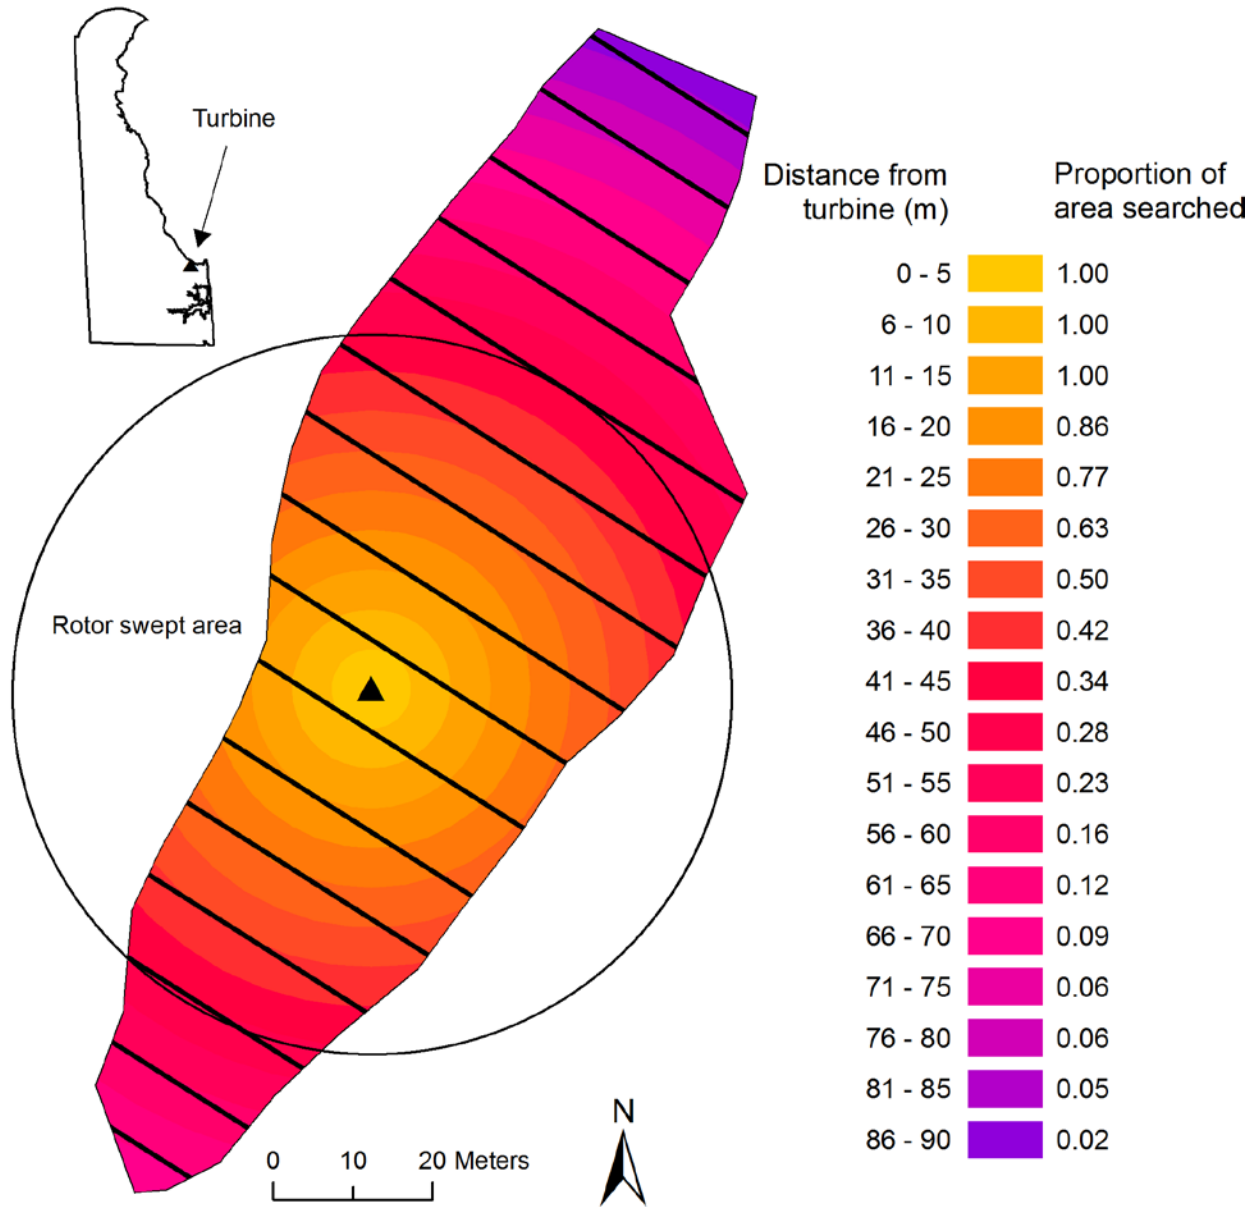 Turbine
Rotor swept area
Distance from
turbine (m)
Proportion of
area searched
0 - 5 1.00
6 - 10 1.00
11 - 15 1.00
16 - 20 0.86
21 - 25 0.77
26 - 30 0.63
31 - 35 0.50
36 - 40 0.42
41 - 45 0.34
46 - 50 0.28
51 - 55 0.23
56 - 60 0.16
61 - 65 0.12
66 - 70 0.09
71 - 75 0.06
76 - 80 0.06
81 - 85 0.05
86 - 90 0.02
N
0 10 20 Meters